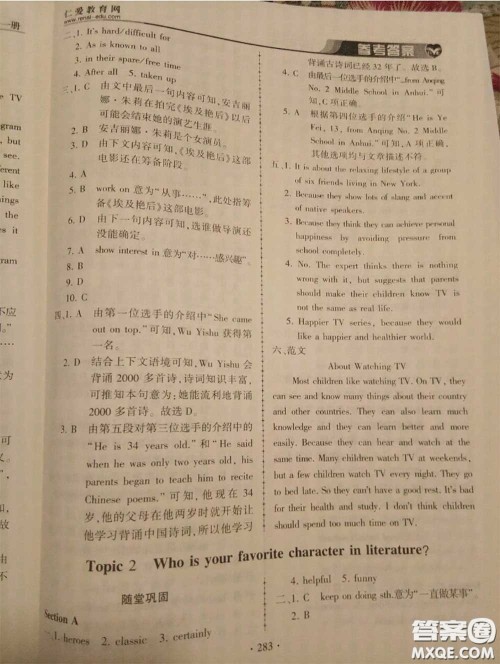 仁爱教育网
www.renai-edu.com
参考答案
一册
二、1. It's hard/difficult for
2. As is known to all
3. in their spare/free time
4. After all 5. taken up
三、1. C 由文中最后一句内容可知,安吉丽
娜·朱莉在拍完《埃及艳后》以后
可能结束她的演艺生涯。
2. B 安吉丽娜·朱莉是个女演员。
3. D 由下文内容可知,《埃及艳后》这部
电影还在筹备阶段。
4. A
5. B work on 意为“从事……”,此处指筹
备《埃及艳后》这部电影。
6. D 由下一句内容可知,选谁做导演还
没能确定。
7. A show interest in 意为“对……感兴趣”。
8. B
9. D
10. C
四、1. A 由第一位选手的介绍中“She came
out on top.”可知,Wu Yishu 获得第
一名。
2. D 结合上下文语境可知,Wu Yishu 会
背诵 2000 多首诗,诗词知识丰富,
可推知本句意为:她能流利地背诵
2000 多首诗。故选 D。
3. B 由第五段对第三位选手的介绍中的
“He is 34 years old.”和“He said
when he was only two years old, his
parents began to teach him to recite
Chinese poems.”可知,他现在 34
岁,他的父母在他两岁时就开始让
他学习背诵中国诗词,所以他学习
背诵古诗词已经 32 年了。故选 B。
4. C 由最后一位选手的介绍“,from Anqing
No. 2 Middle School in Anhui.”可
知,C 项正确。
5. A 根据第四位选手的介绍“He is Ye
Fei, 13, from Anqing No. 2 Middle
School in Anhui.”可知,A 项正确,
其他选项均与文章描述不符。
五、1. It is about the relaxing lifestyle of a group
of six friends living in New York.
2. Because they show lots of slang and accent
of native speakers.
3. Because they think they can achieve personal
happiness by avoiding pressure from
school completely.
4. No. The expert thinks there is nothing
wrong with it, but some parents should
make their children know TV is not the
same as real life.
5. Happier TV series, because they would like
a happier and healthier world.
六、范文
About Watching TV
Most children like watching TV. On TV, they
can see and know many things about their country
and other countries. They can also learn much
knowledge and they can learn better and more
easily. Because they can hear and watch at the
same time. Many children watch TV at weekends,
but a few children watch TV every night. They go
to bed late. So they can't have a good rest. It is bad
for their health and study. I don't think children
should spend too much time on TV.
Topic 2 Who is your favorite character in literature?
随堂巩固
Section A
一、1. heroes 2. classic 3. certainly
4. helpful 5. funny
二、1. C keep on doing sth.意为“一直做某事”。
2. B
· 283 ·
答案圈
MXQE.COM